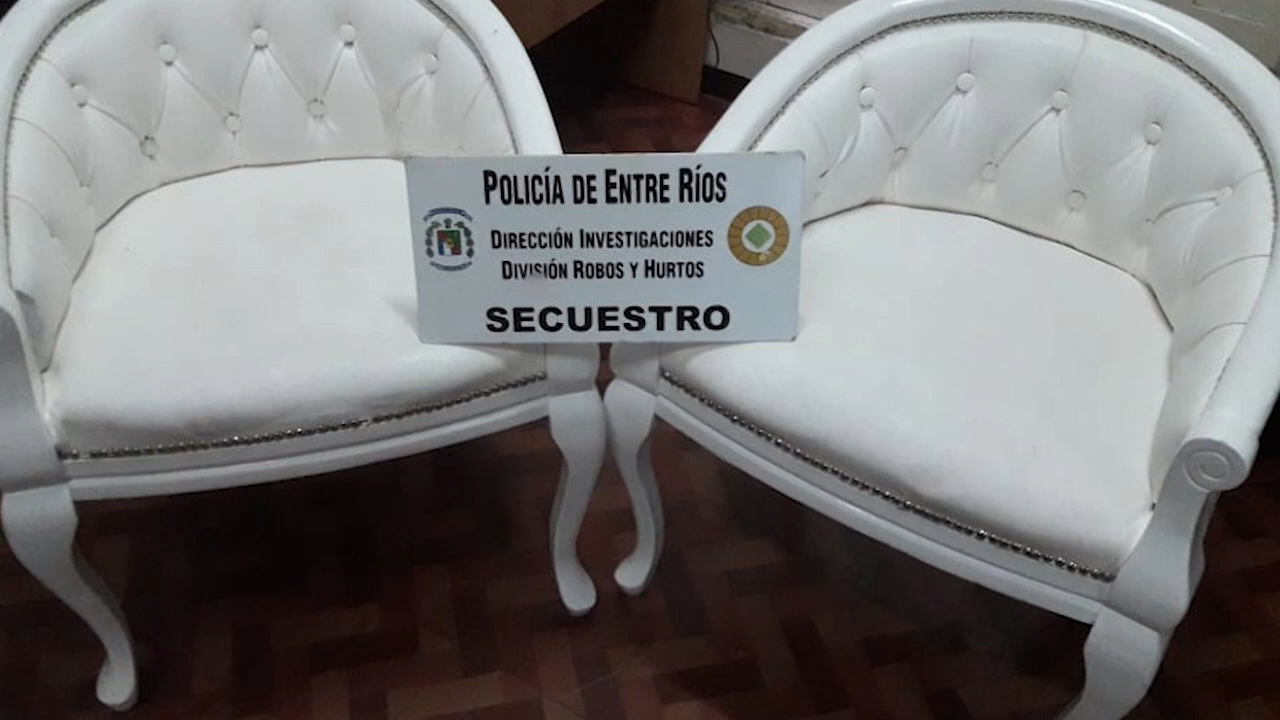 POLICÍA DE ENTRE RÍOS
DIRECCIÓN INVESTIGACIONES
DIVISIÓN ROBOS Y HURTOS
SECUESTRO